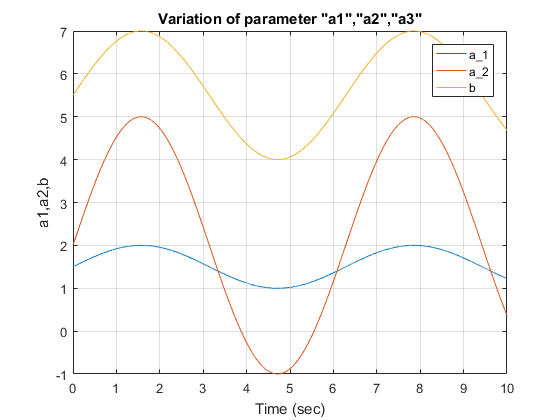 Variation of parameter "a1","a2","a3"
7
6
5
4
3
2
1
0
-1
a1,a2,b
a_1
a_2
b
0 1 2 3 4 5 6 7 8 9 10
Time (sec)